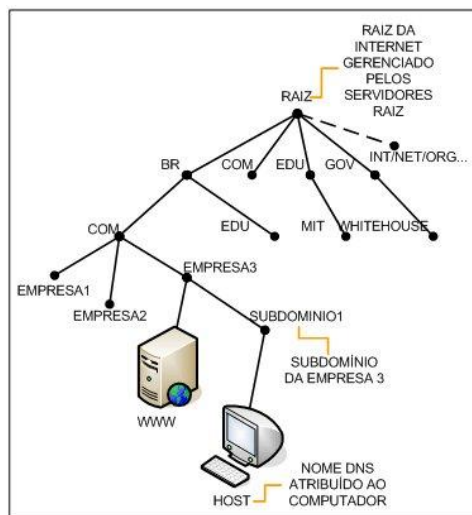 RAIZ DA
INTERNET
GERENCIADO
PELOS
SERVIDORES
RAIZ
RAIZ
INT/NET/ORG...
BR
COM
EDU
GOV
COM
EDU
MIT
WHITEHOUSE
EMPRESA1
EMPRESA2
EMPRESA3
SUBDOMINIO1
SUBDOMÍNIO
DA EMPRESA 3
WWW
NOME DNS
ATRIBUÍDO AO
COMPUTADOR
HOST